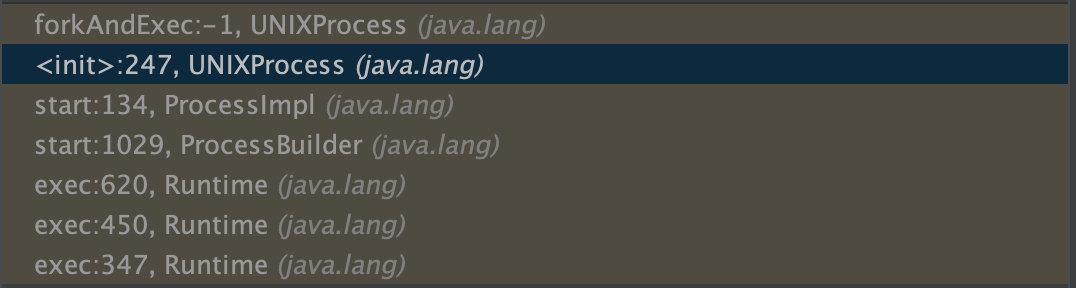 forkAndExec:-1, UNIXProcess (java.lang)
<init>:247, UNIXProcess (java.lang)
start:134, ProcessImpl (java.lang)
start:1029, ProcessBuilder (java.lang)
exec:620, Runtime (java.lang)
exec:450, Runtime (java.lang)
exec:347, Runtime (java.lang)